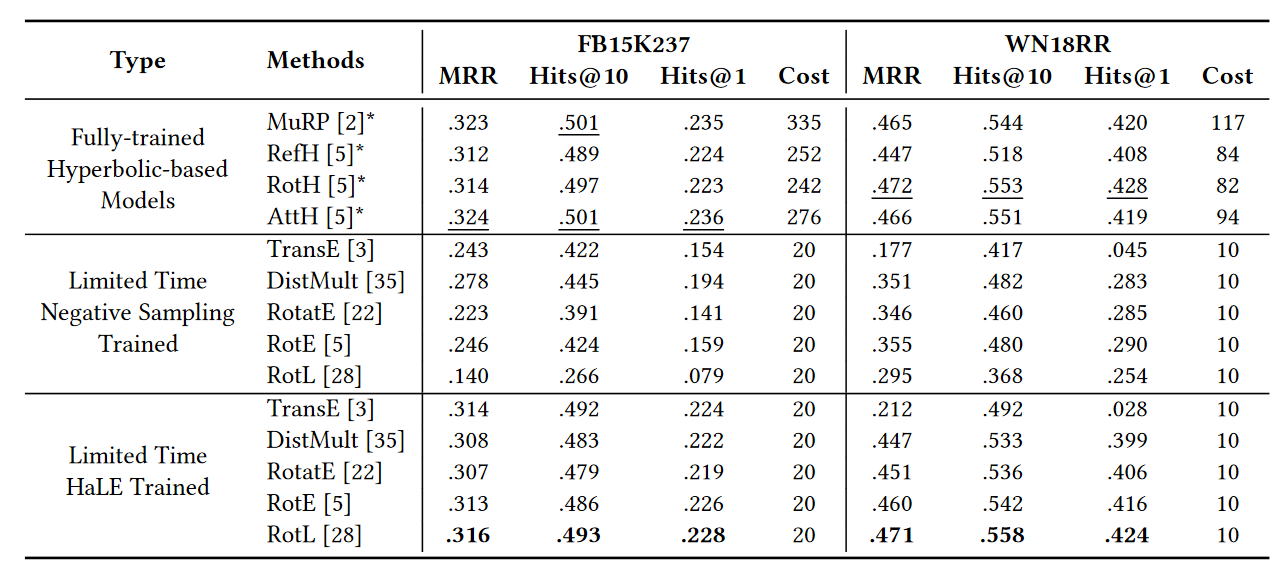 Type Methods FB15K237 WN18RR
MRR Hits@10 Hits@1 Cost MRR Hits@10 Hits@1 Cost
Fully-trained
Hyperbolic-based
Models
MuRP [2]* .323 .501 .235 335 .465 .544 .420 117
RefH [5]* .312 .489 .224 252 .447 .518 .408 84
RotH [5]* .314 .497 .223 242 .472 .553 .428 82
AttH [5]* .324 .501 .236 276 .466 .551 .419 94
Limited Time
Negative Sampling
Trained
TransE [3] .243 .422 .154 20 .177 .417 .045 10
DistMult [35] .278 .445 .194 20 .351 .482 .283 10
RotatE [22] .223 .391 .141 20 .346 .460 .285 10
RotE [5] .246 .424 .159 20 .355 .480 .290 10
RotL [28] .140 .266 .079 20 .295 .368 .254 10
Limited Time
HaLE Trained
TransE [3] .314 .492 .224 20 .212 .492 .028 10
DistMult [35] .308 .483 .222 20 .447 .533 .399 10
RotatE [22] .307 .479 .219 20 .451 .536 .406 10
RotE [5] .313 .486 .226 20 .460 .542 .416 10
RotL [28] .316 .493 .228 20 .471 .558 .424 10